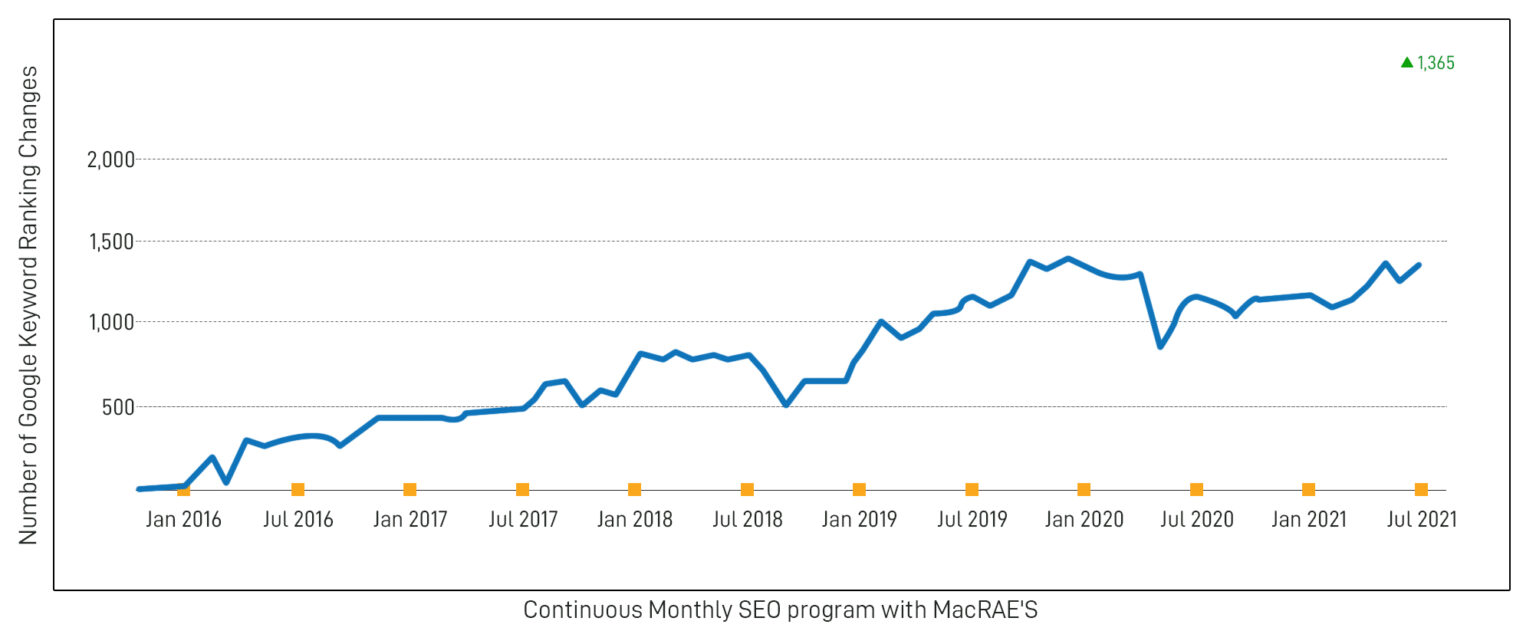 Number of Google Keyword Ranking Changes
▲ 1,365
2,000
1,500
1,000
500
Jan 2016 Jul 2016 Jan 2017 Jul 2017 Jan 2018 Jul 2018 Jan 2019 Jul 2019 Jan 2020 Jul 2020 Jan 2021 Jul 2021
Continuous Monthly SEO program with MacRAE'S